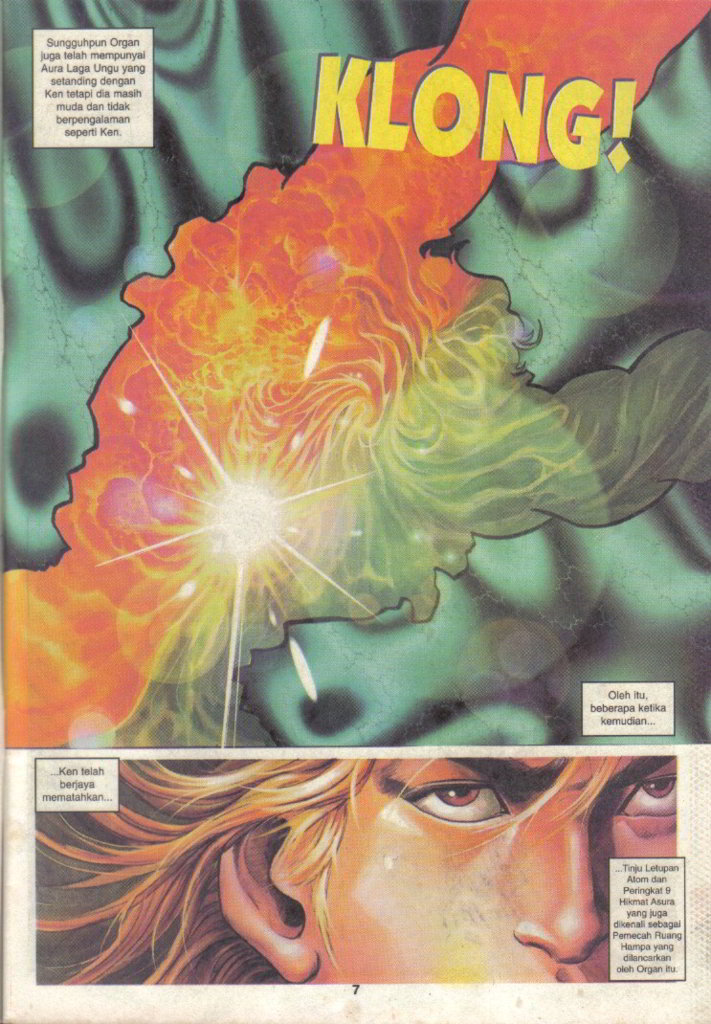 Sungguhpun Organ
juga telah mempunyai
Aura Laga Ungu yang
setanding dengan
Ken tetapi dia masih
muda dan tidak
berpengalaman
seperti Ken.
KLONG!
Oleh itu,
beberapa ketika
kemudian...
...Ken telah
berjaya
mematahkan...
...Tinju Letupan
Atom dan
Peringkat 9
Hikmat Asura
yang juga
dikenali sebagai
Pemecah Ruang
Hampa yang
dilancarkan
oleh Organ itu.
7